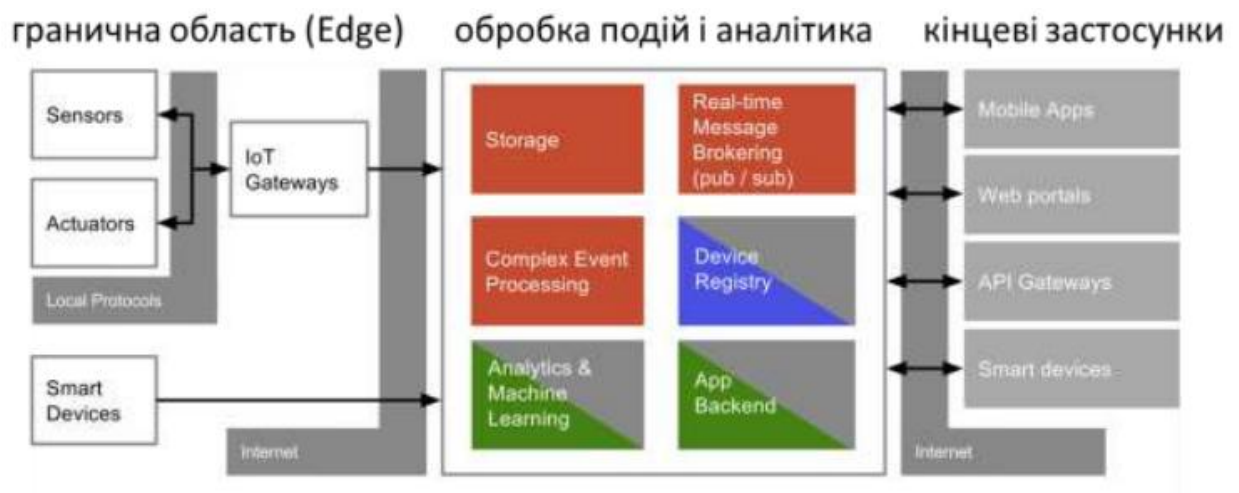 гранична область (Edge)
обробка подій і аналітика
кінцеві застосунки
Sensors
Actuators
Local Protocols
IoT
Gateways
Smart
Devices
Internet
Storage
Real-time
Message
Brokering
(pub / sub)
Complex Event
Processing
Device
Registry
Analytics &
Machine
Learning
App
Backend
Mobile Apps
Web portals
API Gateways
Smart devices
Internet